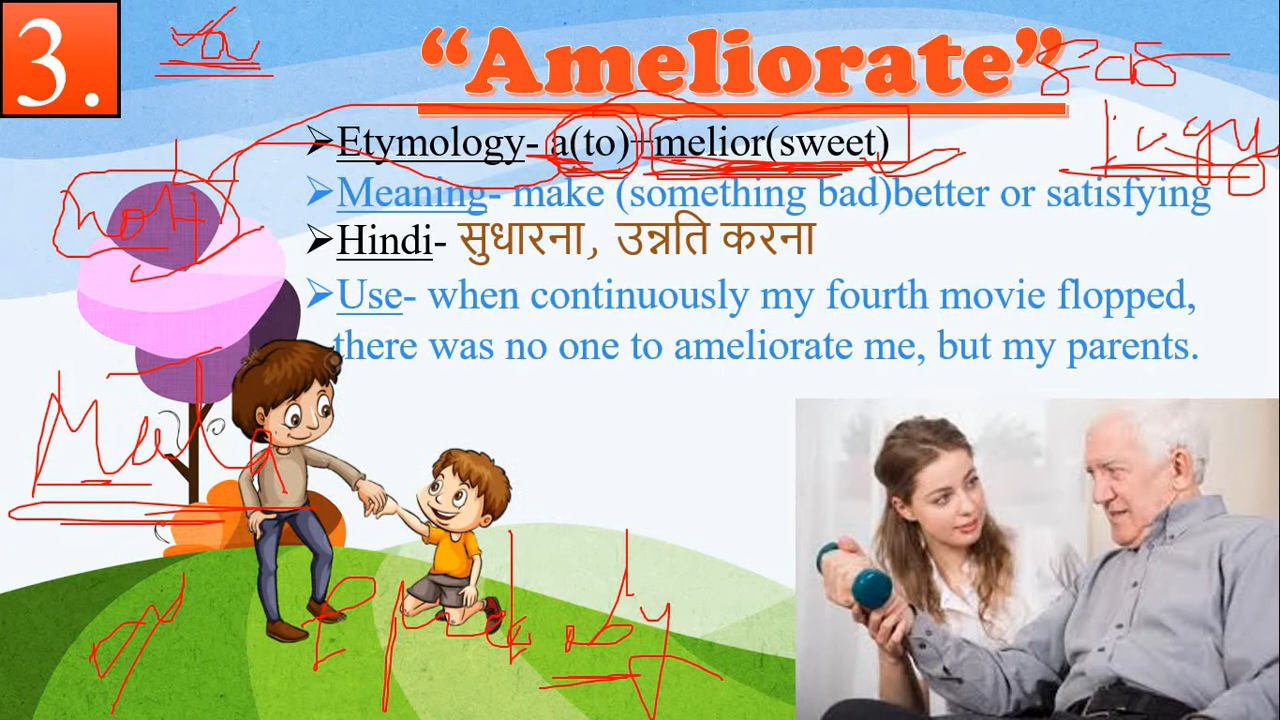 3.
“Ameliorate”
➢Etymology- a(to)+melior(sweet)
➢Meaning- make (something bad)better or satisfying
➢Hindi- सुधारना, उन्नति करना
➢Use- when continuously my fourth movie flopped,
there was no one to ameliorate me, but my parents.